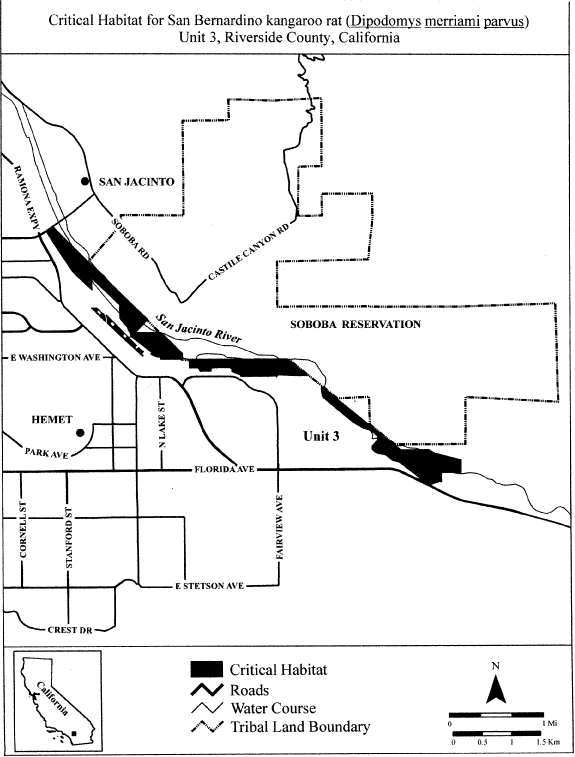 Critical Habitat for San Bernardino kangaroo rat (Dipodomys merriami parvus)
Unit 3, Riverside County, California
SAN JACINTO
RAMONA EXPY
SOBOBA RD
CASTILE CANYON RD
San Jacinto River
SOBOBA RESERVATION
E WASHINGTON AVE
HEMET
N LAKE ST
Unit 3
PARK AVE
FLORIDA AVE
CORNELL ST
STANFORD ST
FAIRVIEW AVE
E STETSON AVE
CREST DR
California
Critical Habitat
Roads
Water Course
Tribal Land Boundary
N
0 1 Mi
0 0.5 1 1.5 Km